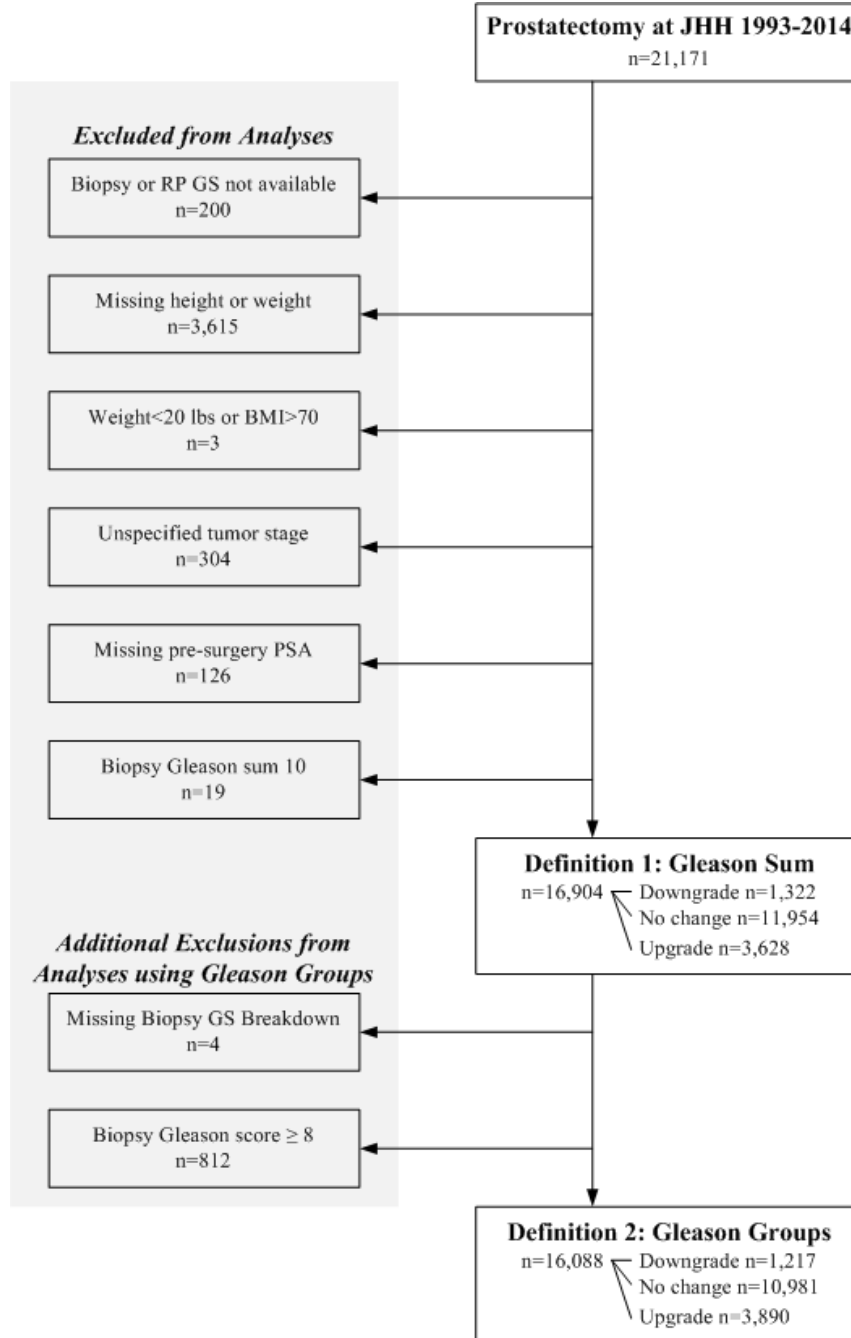 Prostatectomy at JHH 1993-2014
n=21,171
Excluded from Analyses
Biopsy or RP GS not available
n=200
Missing height or weight
n=3,615
Weight<20 lbs or BMI>70
n=3
Unspecified tumor stage
n=304
Missing pre-surgery PSA
n=126
Biopsy Gleason sum 10
n=19
Definition 1: Gleason Sum
n=16,904
Downgrade n=1,322
No change n=11,954
Upgrade n=3,628
Additional Exclusions from
Analyses using Gleason Groups
Missing Biopsy GS Breakdown
n=4
Biopsy Gleason score ≥ 8
n=812
Definition 2: Gleason Groups
n=16,088
Downgrade n=1,217
No change n=10,981
Upgrade n=3,890